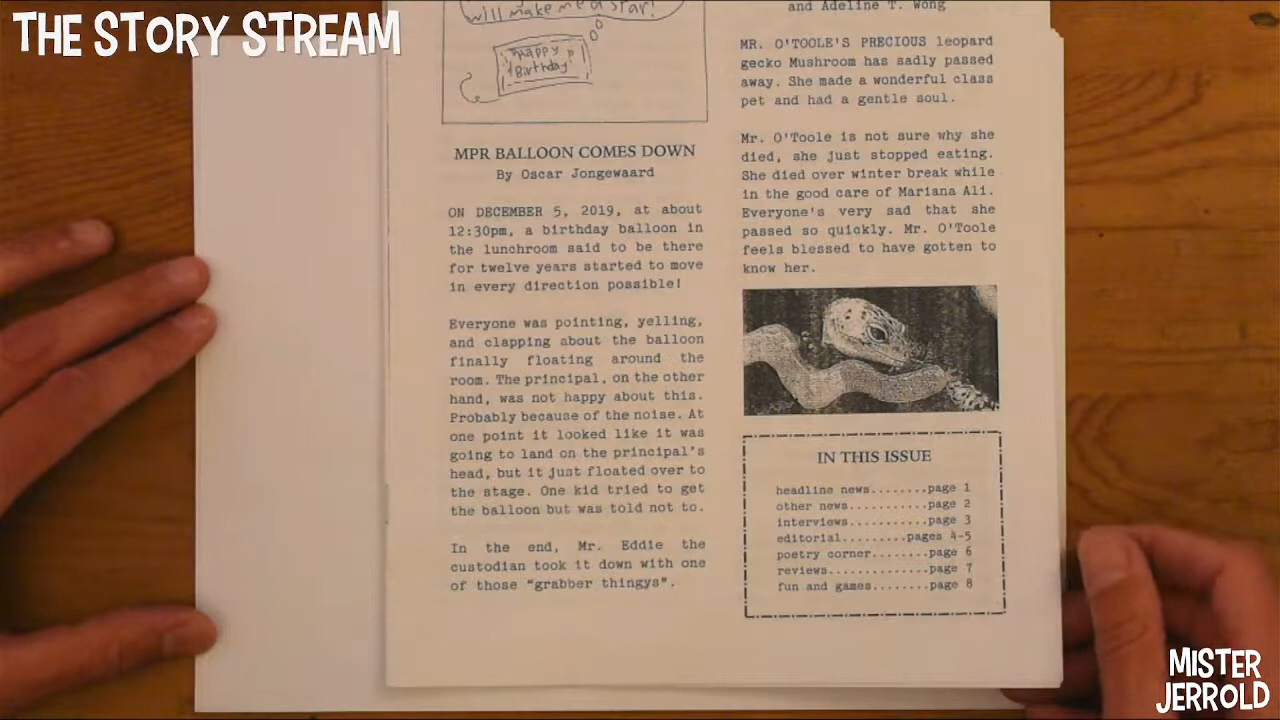 THE STORY STREAM
will make me a star!
Happy
Birthday
MPR BALLOON COMES DOWN
By Oscar Jongewaard
ON DECEMBER 5, 2019, at about
12:30pm, a birthday balloon in
the lunchroom said to be there
for twelve years started to move
in every direction possible!
Everyone was pointing, yelling,
and clapping about the balloon
finally floating around the
room. The principal, on the other
hand, was not happy about this.
Probably because of the noise. At
one point it looked like it was
going to land on the principal's
head, but it just floated over to
the stage. One kid tried to get
the balloon but was told not to.
In the end, Mr. Eddie the
custodian took it down with one
of those "grabber thingys".
and Adeline T. Wong
MR. O'TOOLE'S PRECIOUS leopard
gecko Mushroom has sadly passed
away. She made a wonderful class
pet and had a gentle soul.
Mr. O'Toole is not sure why she
died, she just stopped eating.
She died over winter break while
in the good care of Mariana Ali.
Everyone's very sad that she
passed so quickly. Mr. O'Toole
feels blessed to have gotten to
know her.
IN THIS ISSUE
headline news........page 1
other news..........page 2
interviews..........page 3
editorial........pages 4-5
poetry corner.......page 6
reviews.............page 7
fun and games.......page 8
MISTER
JERROLD